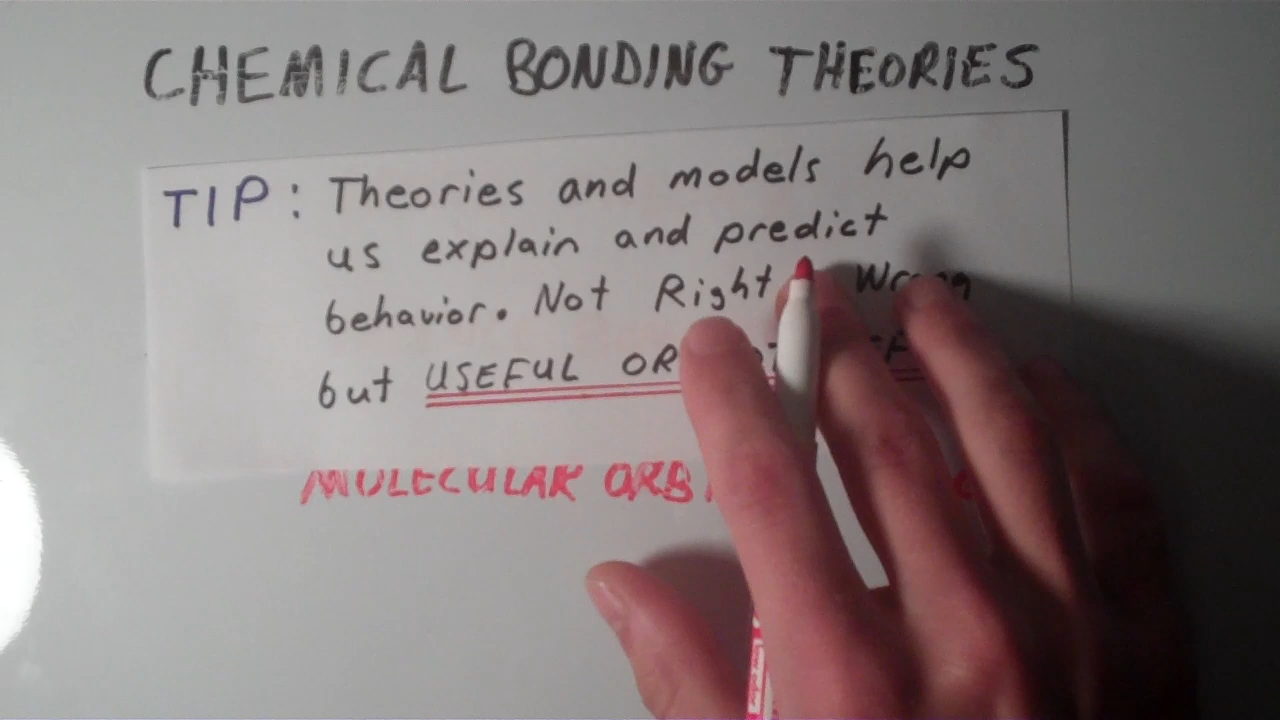 CHEMICAL BONDING THEORIES
TIP: Theories and models help
us explain and predict
behavior. Not Right Wrong
but USEFUL OR
MOLECULAR